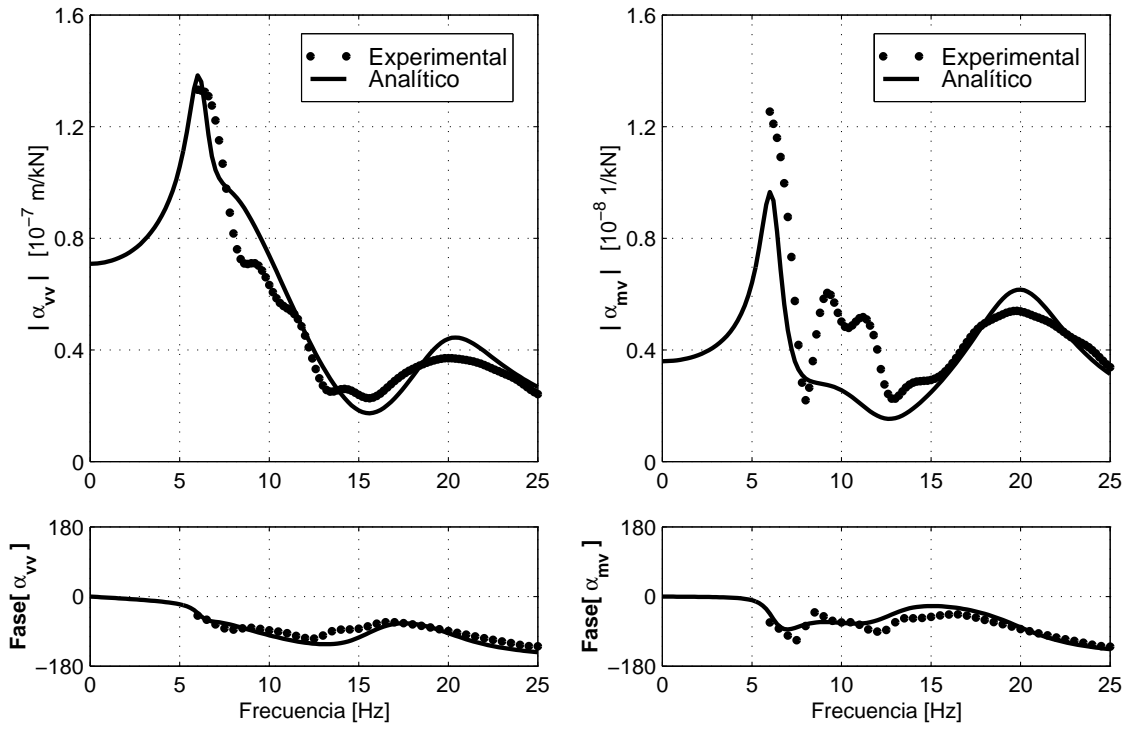 1.6
1.2
0.8
0.4
0
0 5 10 15 20 25
| α_vv | [10^−7 m/kN]
Experimental
Analítico
1.6
1.2
0.8
0.4
0
0 5 10 15 20 25
| α_mv | [10^−8 1/kN]
Experimental
Analítico
180
0
−180
0 5 10 15 20 25
Fase[ α_vv ]
Frecuencia [Hz]
180
0
−180
0 5 10 15 20 25
Fase[ α_mv ]
Frecuencia [Hz]